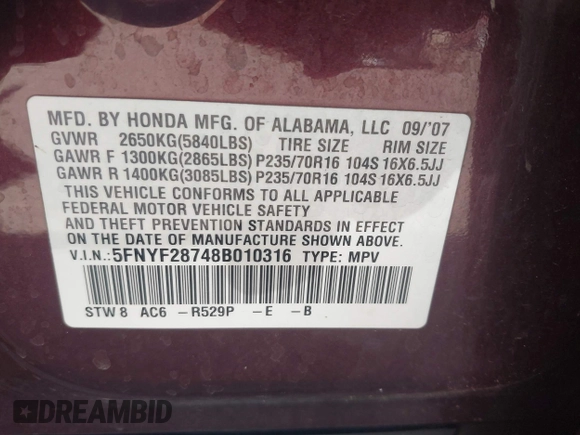 MFD. BY HONDA MFG. OF ALABAMA, LLC 09/'07
GVWR 2650KG(5840LBS) TIRE SIZE RIM SIZE
GAWR F 1300KG(2865LBS) P235/70R16 104S 16X6.5JJ
GAWR R 1400KG(3085LBS) P235/70R16 104S 16X6.5JJ
THIS VEHICLE CONFORMS TO ALL APPLICABLE
FEDERAL MOTOR VEHICLE SAFETY
AND THEFT PREVENTION STANDARDS IN EFFECT
ON THE DATE OF MANUFACTURE SHOWN ABOVE.
V.I.N.: 5FNYF28748B010316 TYPE: MPV
STW8 AC6 –R529P –E –B
DREAMBID